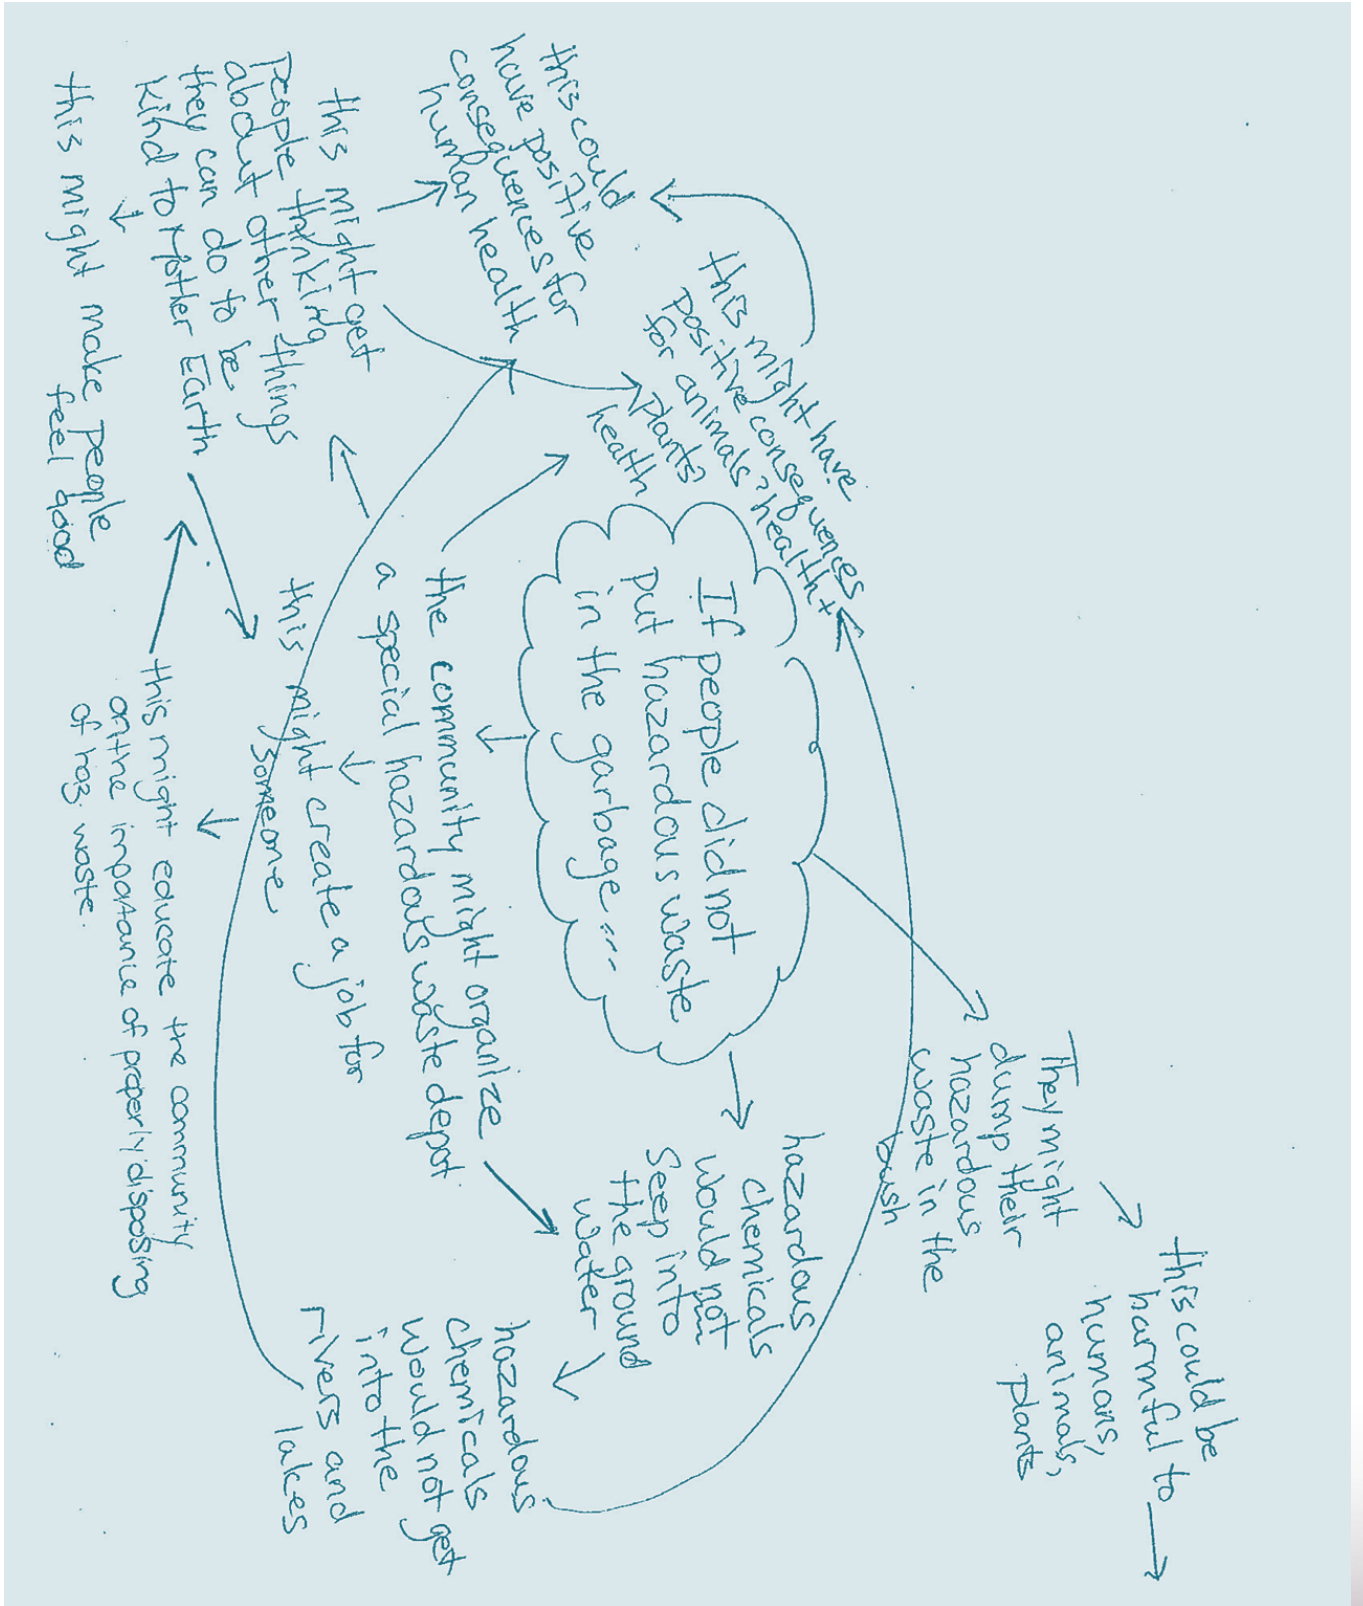 They might
dump their
hazardous
waste in the
bush
this could be
harmful to
humans,
animals,
plants
this might have
positive consequences
for animals' health +
plants'
health
this could
have positive
consequences for
human health
If people did not
put hazardous waste
in the garbage....
hazardous
chemicals
would not
seep into
the ground
water
the community might organize
a special hazardous waste depot
hazardous
chemicals
would not get
into the
rivers and
lakes
this might get
people thinking
about other things
they can do to be
kind to Mother Earth
this might create a job for
someone
this might make people
feel good
this might educate the community
on the importance of properly disposing
of haz. waste.